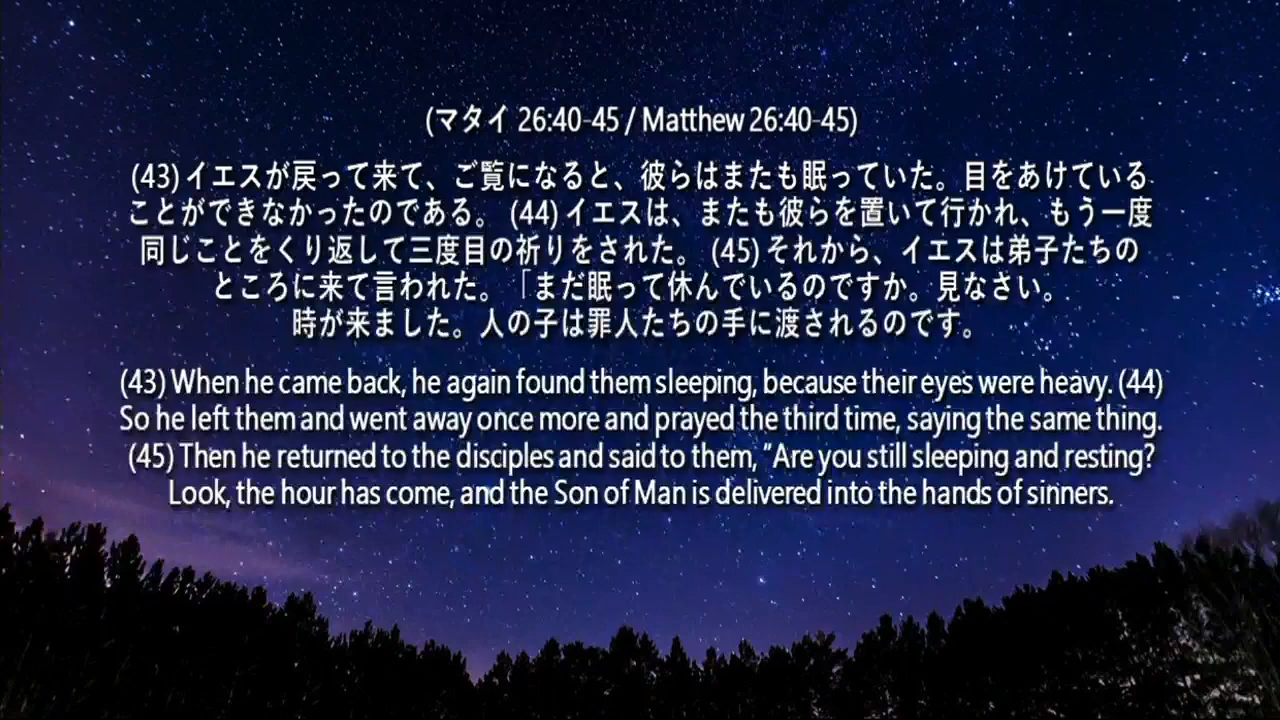 (マタイ 26:40-45 / Matthew 26:40-45)
(43) イエスが戻って来て、ご覧になると、彼らはまたも眠っていた。目をあけている
ことができなかったのである。 (44) イエスは、またも彼らを置いて行かれ、もう一度
同じことをくり返して三度目の祈りをされた。 (45) それから、イエスは弟子たちの
ところに来て言われた。「まだ眠って休んでいるのですか。見なさい。
時が来ました。人の子は罪人たちの手に渡されるのです。
(43) When he came back, he again found them sleeping, because their eyes were heavy. (44)
So he left them and went away once more and prayed the third time, saying the same thing.
(45) Then he returned to the disciples and said to them, "Are you still sleeping and resting?
Look, the hour has come, and the Son of Man is delivered into the hands of sinners.